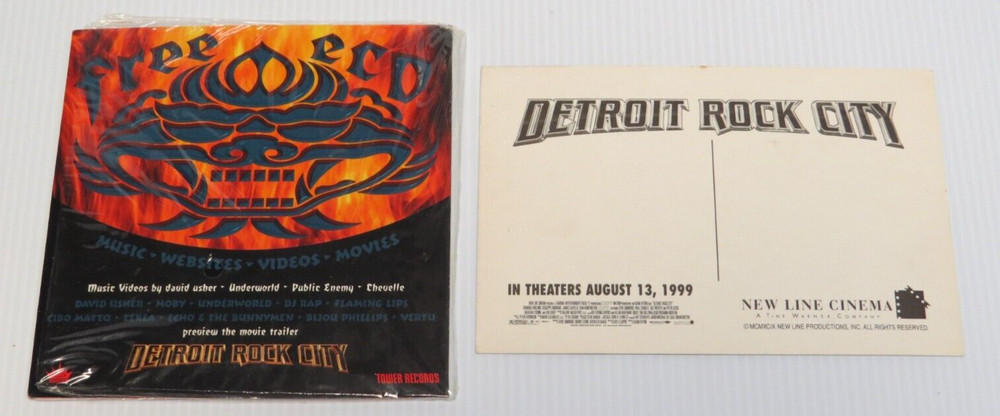 free ecd
MUSIC • WEBSITES • VIDEOS • MOVIES
Music Videos by david usher • Underworld • Public Enemy • Chevelle
DAVID USHER • MOBY • UNDERWORLD • DJ RAP • FLAMING LIPS
CIBO MATTO • TEKLA • ECHO & THE BUNNYMEN • BIJOU PHILLIPS • VERTU
preview the movie trailer
DETROIT ROCK CITY
TOWER RECORDS
DETROIT ROCK CITY
IN THEATERS AUGUST 13, 1999
NEW LINE CINEMA
A TIME WARNER COMPANY
©MCMXCIX NEW LINE PRODUCTIONS, INC. ALL RIGHTS RESERVED.